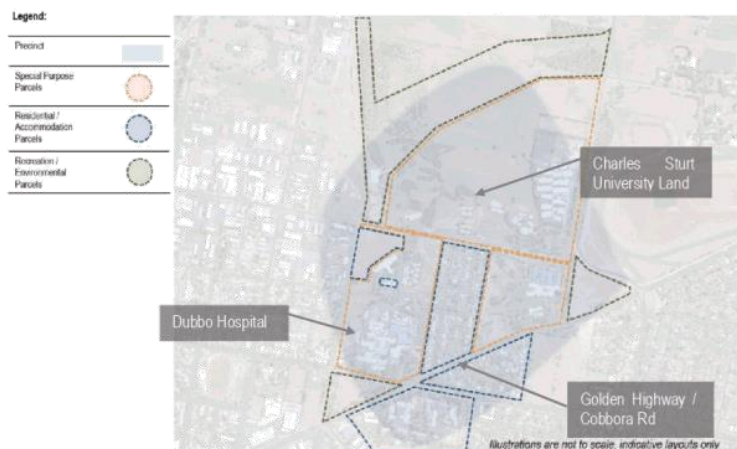 Legend:
Precinct
Special Purpose
Parcels
Residential /
Accommodation
Parcels
Recreation /
Environmental
Parcels
Charles Sturt
University Land
Dubbo Hospital
Golden Highway /
Cobbora Rd
Illustrations are not to scale, indicative layouts only